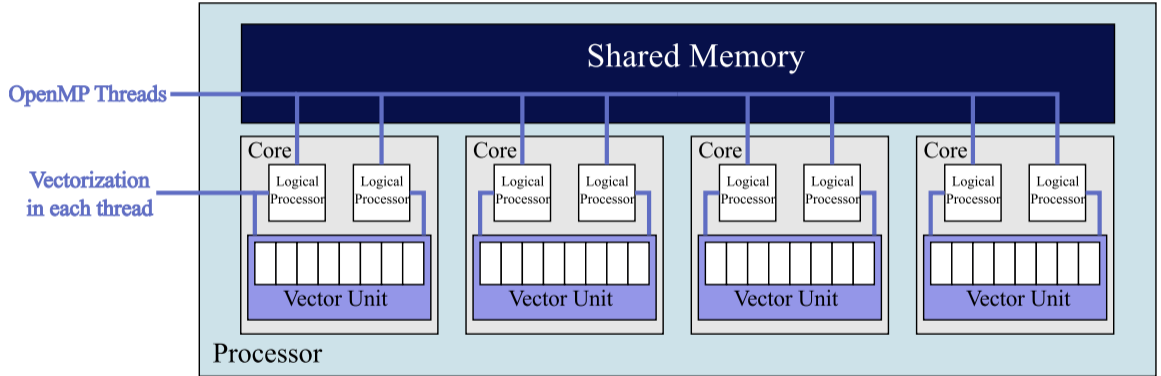 Shared Memory
OpenMP Threads
Core
Core
Core
Core
Logical
Processor
Logical
Processor
Logical
Processor
Logical
Processor
Logical
Processor
Logical
Processor
Logical
Processor
Logical
Processor
Vectorization
in each thread
Vector Unit
Vector Unit
Vector Unit
Vector Unit
Processor